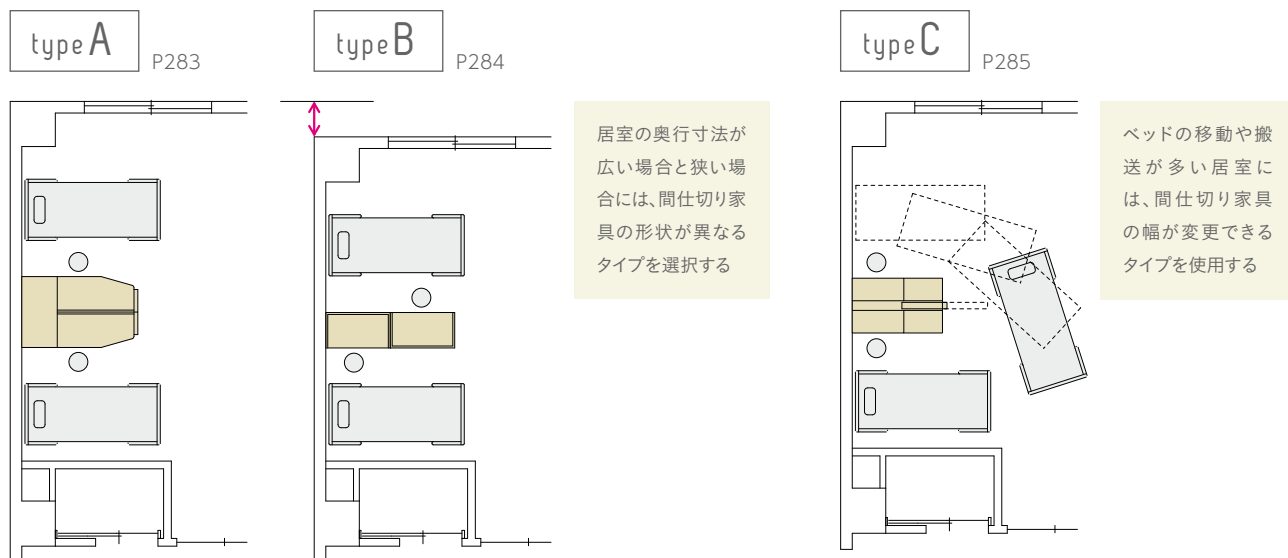 type A
P283
type B
P284
居室の奥行寸法が
広い場合と狭い場
合には、間仕切り家
具の形状が異なる
タイプを選択する
type C
P285
ベッドの移動や搬
送が多い居室に
は、間仕切り家具
の幅が変更できる
タイプを使用する